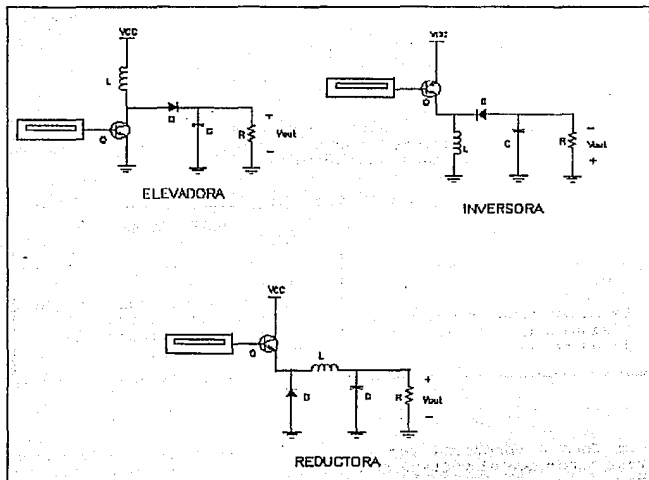 VCC
L
D
C
R
+
Vout
-
Q
ELEVADORA
VCC
Q
D
L
C
R
-
Vout
+
INVERSORA
VCC
Q
L
D
D
R
+
Vout
-
REDUCTORA